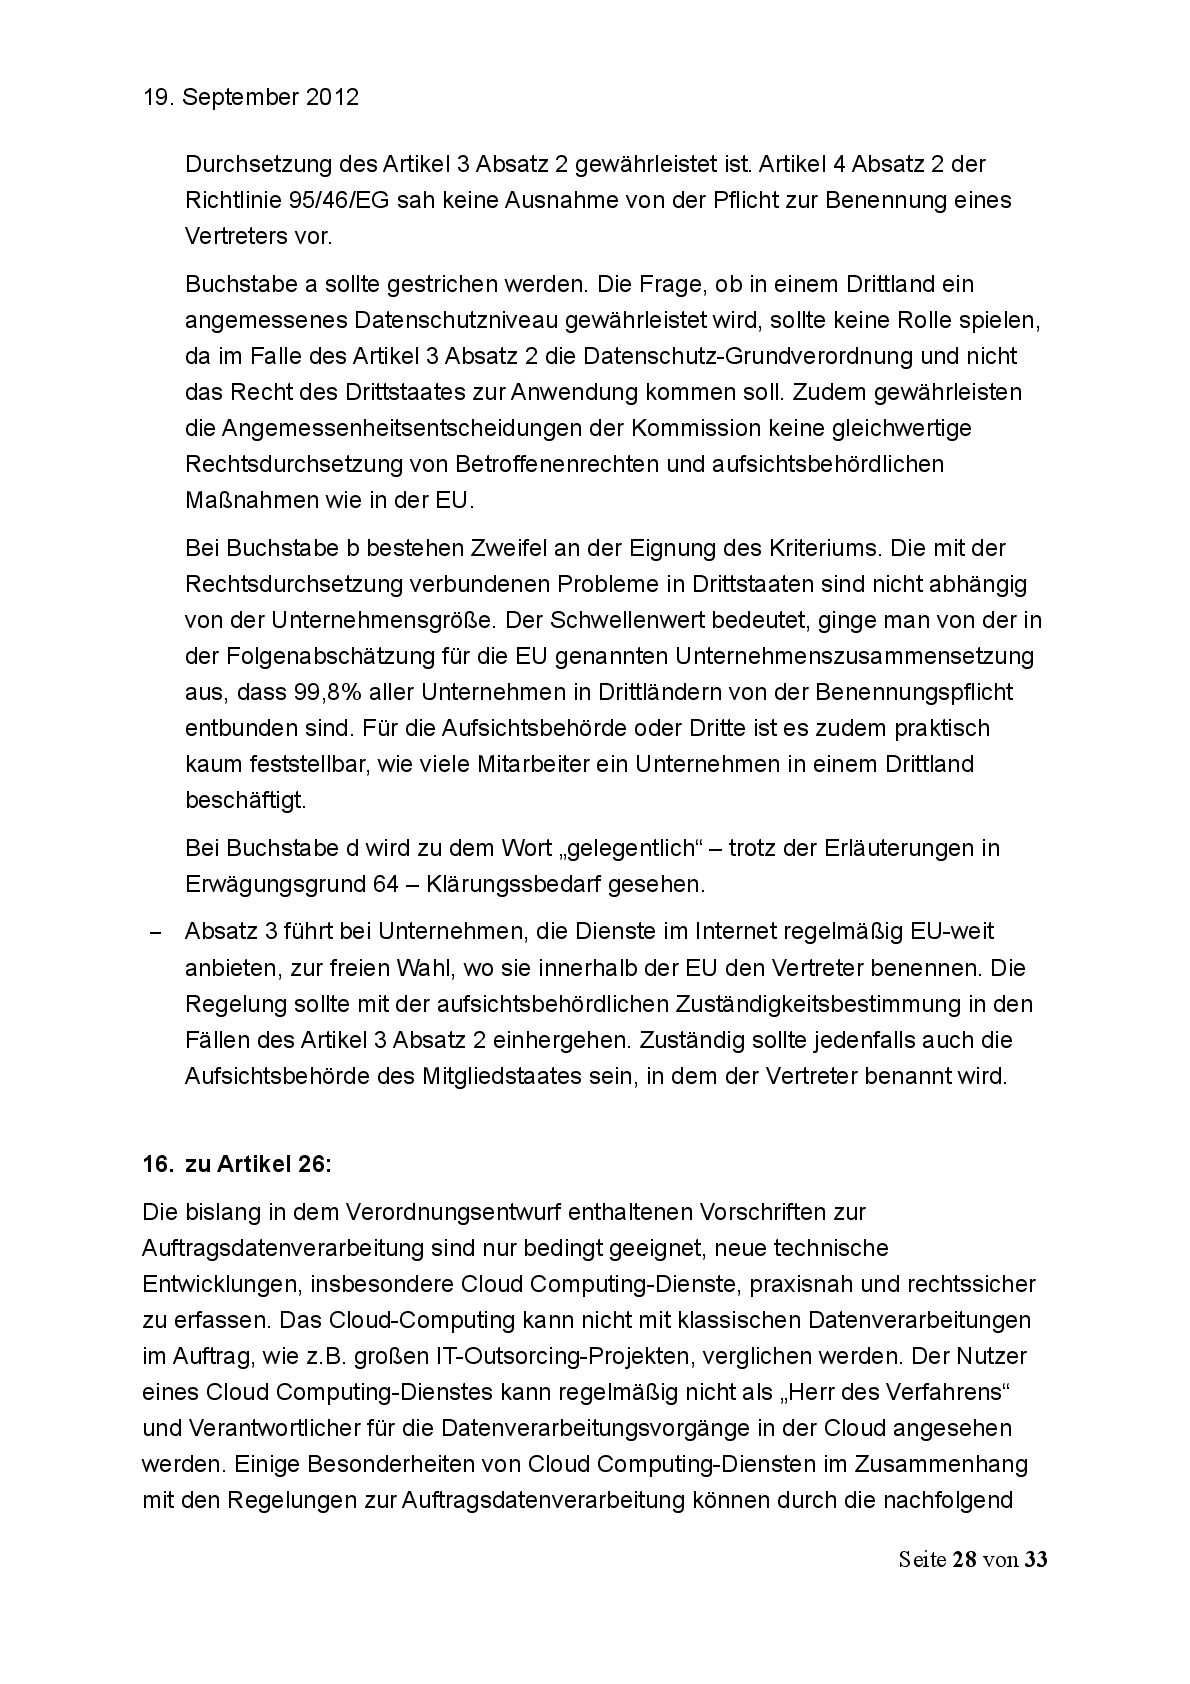 19. September 2012
Durchsetzung des Artikel 3 Absatz 2 gewährleistet ist. Artikel 4 Absatz 2 der
Richtlinie 95/46/EG sah keine Ausnahme von der Pflicht zur Benennung eines
Vertreters vor.
Buchstabe a sollte gestrichen werden. Die Frage, ob in einem Drittland ein
angemessenes Datenschutzniveau gewährleistet wird, sollte keine Rolle spielen,
da im Falle des Artikel 3 Absatz 2 die Datenschutz-Grundverordnung und nicht
das Recht des Drittstaates zur Anwendung kommen soll. Zudem gewährleisten
die Angemessenheitsentscheidungen der Kommission keine gleichwertige
Rechtsdurchsetzung von Betroffenenrechten und aufsichtsbehördlichen
Maßnahmen wie in der EU.
Bei Buchstabe b bestehen Zweifel an der Eignung des Kriteriums. Die mit der
Rechtsdurchsetzung verbundenen Probleme in Drittstaaten sind nicht abhängig
von der Unternehmensgröße. Der Schwellenwert bedeutet, ginge man von der in
der Folgenabschätzung für die EU genannten Unternehmenszusammensetzung
aus, dass 99,8% aller Unternehmen in Drittländern von der Benennungspflicht
entbunden sind. Für die Aufsichtsbehörde oder Dritte ist es zudem praktisch
kaum feststellbar, wie viele Mitarbeiter ein Unternehmen in einem Drittland
beschäftigt.
Bei Buchstabe d wird zu dem Wort „gelegentlich“ – trotz der Erläuterungen in
Erwägungsgrund 64 – Klärungssbedarf gesehen.
– Absatz 3 führt bei Unternehmen, die Dienste im Internet regelmäßig EU-weit
anbieten, zur freien Wahl, wo sie innerhalb der EU den Vertreter benennen. Die
Regelung sollte mit der aufsichtsbehördlichen Zuständigkeitsbestimmung in den
Fällen des Artikel 3 Absatz 2 einhergehen. Zuständig sollte jedenfalls auch die
Aufsichtsbehörde des Mitgliedstaates sein, in dem der Vertreter benannt wird.
16. zu Artikel 26:
Die bislang in dem Verordnungsentwurf enthaltenen Vorschriften zur
Auftragsdatenverarbeitung sind nur bedingt geeignet, neue technische
Entwicklungen, insbesondere Cloud Computing-Dienste, praxisnah und rechtssicher
zu erfassen. Das Cloud-Computing kann nicht mit klassischen Datenverarbeitungen
im Auftrag, wie z.B. großen IT-Outsorcing-Projekten, verglichen werden. Der Nutzer
eines Cloud Computing-Dienstes kann regelmäßig nicht als „Herr des Verfahrens“
und Verantwortlicher für die Datenverarbeitungsvorgänge in der Cloud angesehen
werden. Einige Besonderheiten von Cloud Computing-Diensten im Zusammenhang
mit den Regelungen zur Auftragsdatenverarbeitung können durch die nachfolgend
Seite 28 von 33